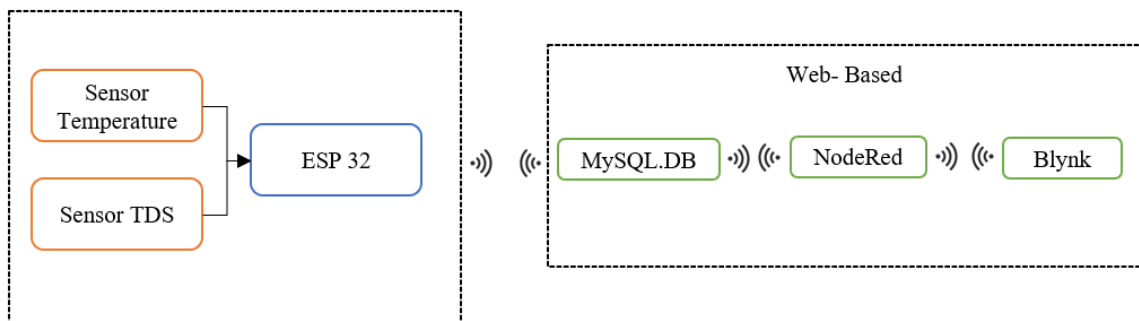 Sensor
Temperature
Sensor TDS
ESP 32
Web- Based
MySQL.DB
NodeRed
Blynk